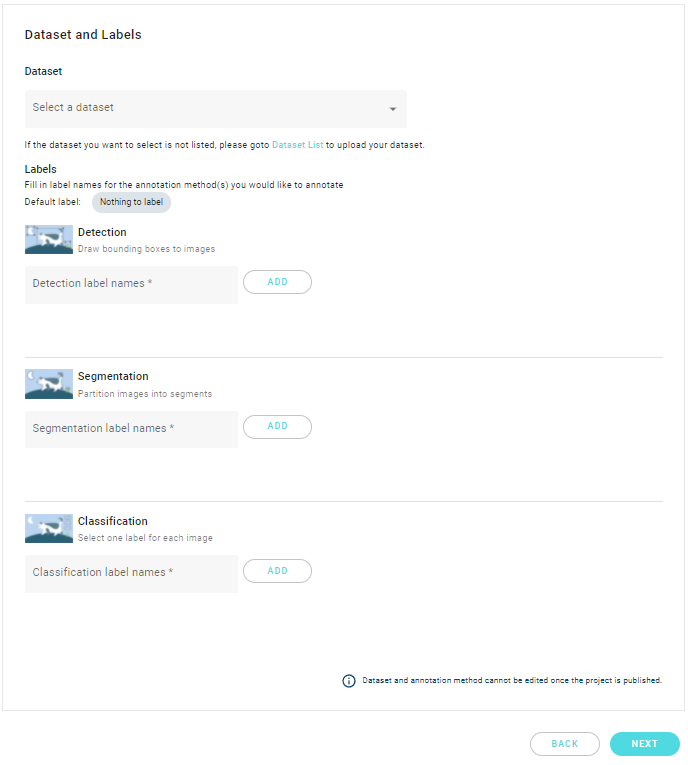 Dataset and Labels
Dataset
Select a dataset
If the dataset you want to select is not listed, please goto Dataset List to upload your dataset.
Labels
Fill in label names for the annotation method(s) you would like to annotate
Default label: Nothing to label
Detection
Draw bounding boxes to images
Detection label names *
ADD
Segmentation
Partition images into segments
Segmentation label names *
ADD
Classification
Select one label for each image
Classification label names *
ADD
Dataset and annotation method cannot be edited once the project is published.
BACK
NEXT